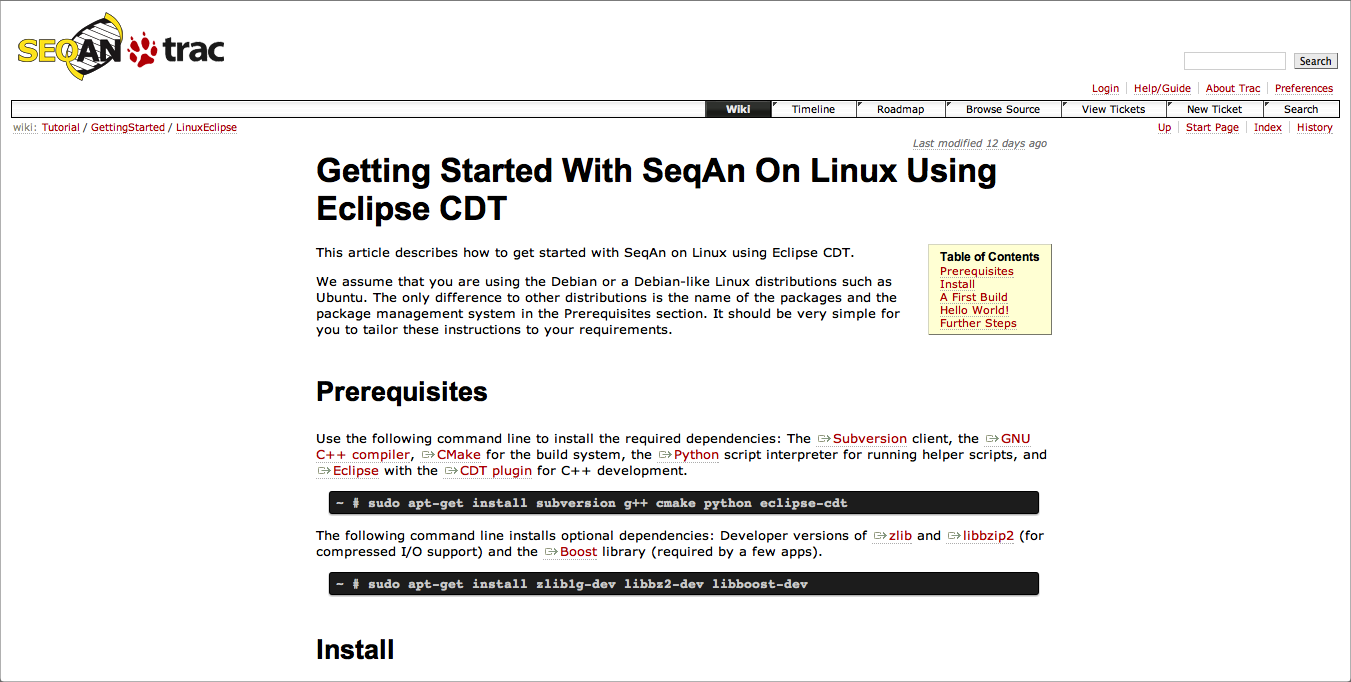 SEQAN trac
Search
Login Help/Guide About Trac Preferences
Wiki Timeline Roadmap Browse Source View Tickets New Ticket Search
wiki: Tutorial / GettingStarted / LinuxEclipse
Up Start Page Index History
Last modified 12 days ago
Getting Started With SeqAn On Linux Using
Eclipse CDT
This article describes how to get started with SeqAn on Linux using Eclipse CDT.
We assume that you are using the Debian or a Debian-like Linux distributions such as
Ubuntu. The only difference to other distributions is the name of the packages and the
package management system in the Prerequisites section. It should be very simple for
you to tailor these instructions to your requirements.
Table of Contents
Prerequisites
Install
A First Build
Hello World!
Further Steps
Prerequisites
Use the following command line to install the required dependencies: The Subversion client, the GNU
C++ compiler, CMake for the build system, the Python script interpreter for running helper scripts, and
Eclipse with the CDT plugin for C++ development.
~ # sudo apt-get install subversion g++ cmake python eclipse-cdt
The following command line installs optional dependencies: Developer versions of zlib and libbzip2 (for
compressed I/O support) and the Boost library (required by a few apps).
~ # sudo apt-get install zlib1g-dev libbz2-dev libboost-dev
Install